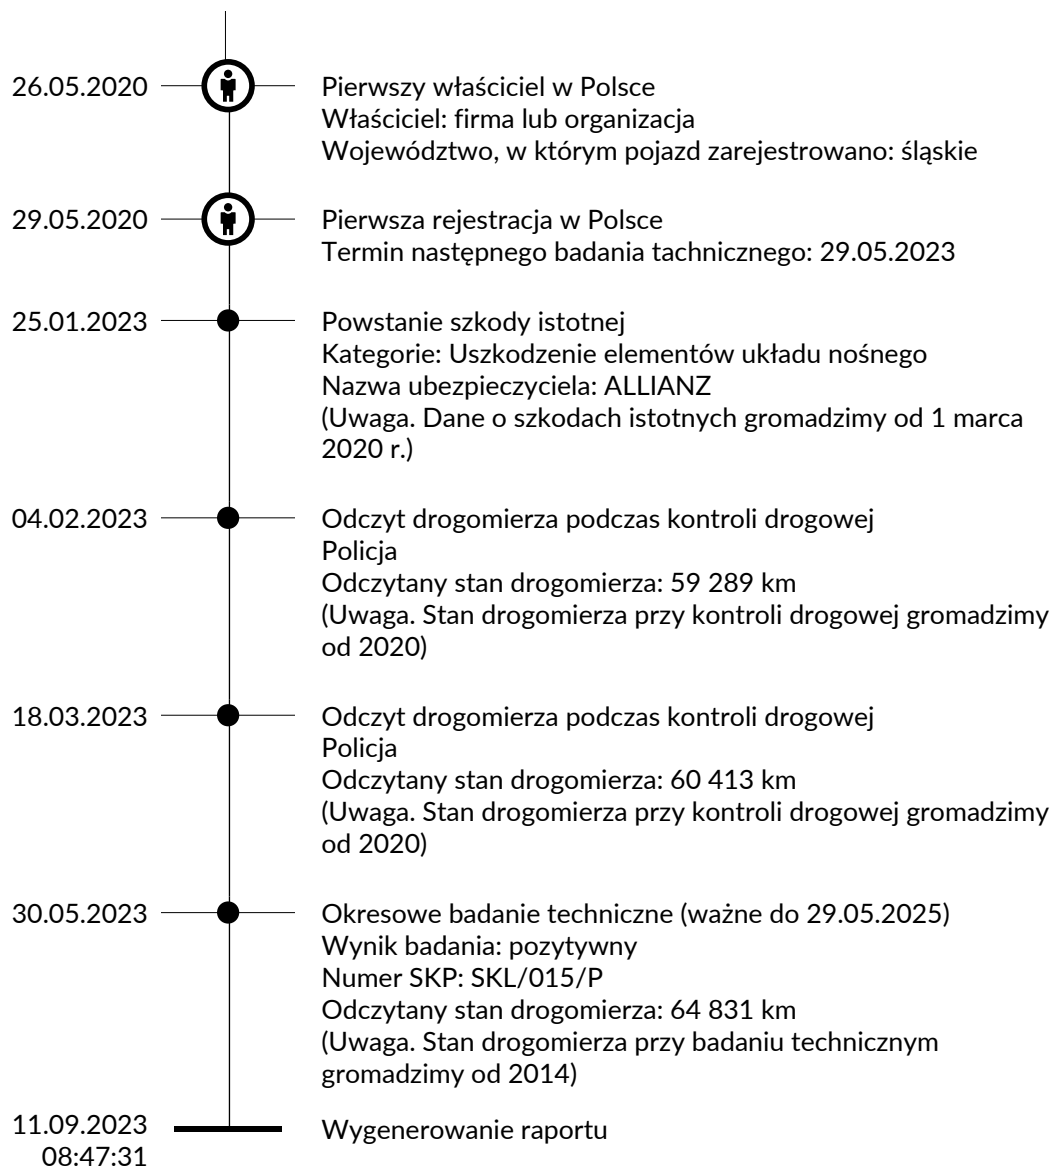 26.05.2020
Pierwszy właściciel w Polsce
Właściciel: firma lub organizacja
Województwo, w którym pojazd zarejestrowano: śląskie
29.05.2020
Pierwsza rejestracja w Polsce
Termin następnego badania tachnicznego: 29.05.2023
25.01.2023
Powstanie szkody istotnej
Kategorie: Uszkodzenie elementów układu nośnego
Nazwa ubezpieczyciela: ALLIANZ
(Uwaga. Dane o szkodach istotnych gromadzimy od 1 marca
2020 r.)
04.02.2023
Odczyt drogomierza podczas kontroli drogowej
Policja
Odczytany stan drogomierza: 59 289 km
(Uwaga. Stan drogomierza przy kontroli drogowej gromadzimy
od 2020)
18.03.2023
Odczyt drogomierza podczas kontroli drogowej
Policja
Odczytany stan drogomierza: 60 413 km
(Uwaga. Stan drogomierza przy kontroli drogowej gromadzimy
od 2020)
30.05.2023
Okresowe badanie techniczne (ważne do 29.05.2025)
Wynik badania: pozytywny
Numer SKP: SKL/015/P
Odczytany stan drogomierza: 64 831 km
(Uwaga. Stan drogomierza przy badaniu technicznym
gromadzimy od 2014)
11.09.2023
08:47:31
Wygenerowanie raportu